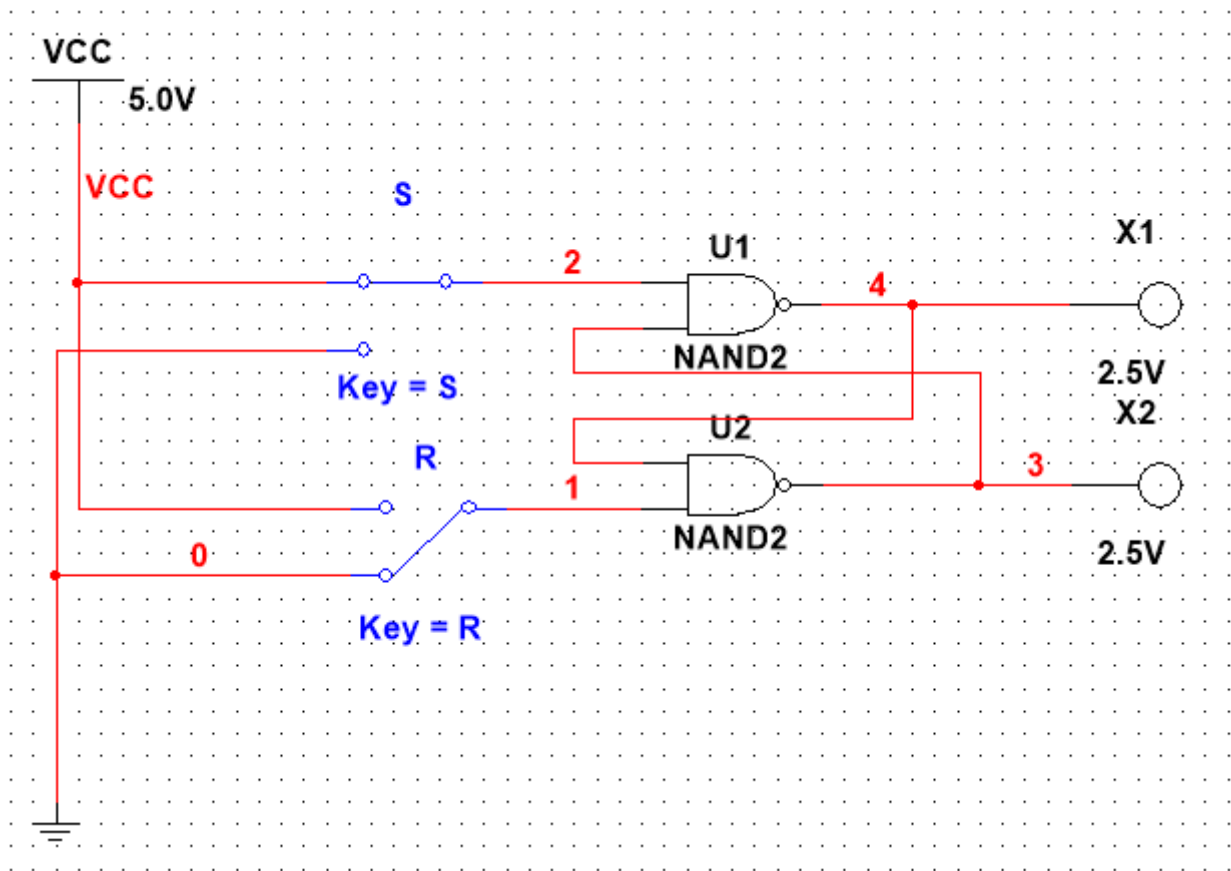 VCC
5.0V
VCC
S
2
Key = S
R
1
0
Key = R
U1
NAND2
4
U2
NAND2
3
X1
2.5V
X2
2.5V